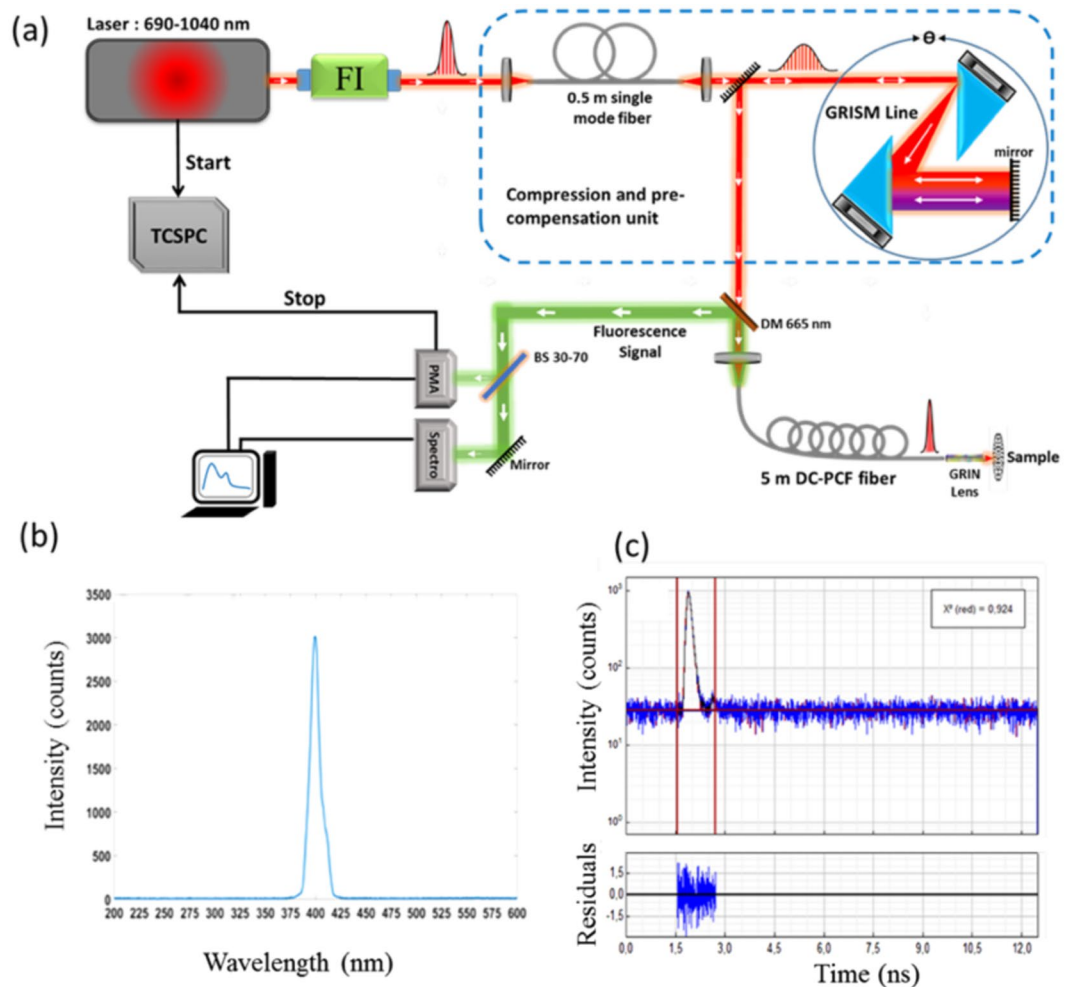 (a)
Laser : 690-1040 nm
FI
0.5 m single
mode fiber
Θ
GRISM Line
mirror
Compression and pre-
compensation unit
Start
TCSPC
Stop
DM 665 nm
Fluorescence
Signal
BS 30-70
PMA
Spectro
Mirror
5 m DC-PCF fiber
GRIN
Lens
Sample
(b)
Intensity (counts)
3500
3000
2500
2000
1500
1000
500
0
200 225 250 275 300 325 350 375 400 425 450 475 500 525 550 575 600
Wavelength (nm)
(c)
Intensity (counts)
10³
10²
10¹
10⁰
X² (red) = 0,924
Residuals
1,5
0,0
-1,5
0,0 1,5 3,0 4,5 6,0 7,5 9,0 10,5 12,0
Time (ns)